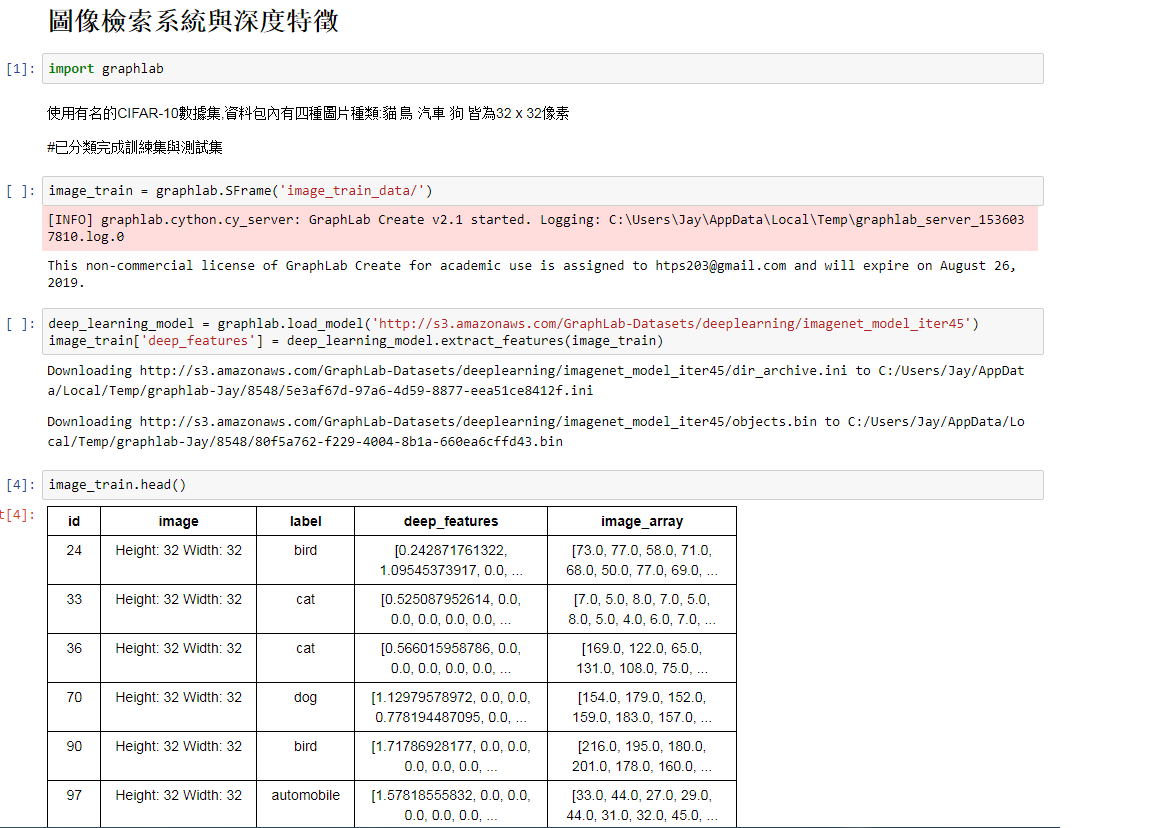 圖像檢索系統與深度特徵
[1]: import graphlab
使用有名的CIFAR-10數據集,資料包內有四種圖片種類:貓 鳥 汽車 狗 皆為32 x 32像素
#已分類完成訓練集與測試集
[ ]: image_train = graphlab.SFrame('image_train_data/')
[INFO] graphlab.cython.cy_server: GraphLab Create v2.1 started. Logging: C:\Users\Jay\AppData\Local\Temp\graphlab_server_153603
7810.log.0
This non-commercial license of GraphLab Create for academic use is assigned to htps203@gmail.com and will expire on August 26,
2019.
[ ]: deep_learning_model = graphlab.load_model('http://s3.amazonaws.com/GraphLab-Datasets/deeplearning/imagenet_model_iter45')
image_train['deep_features'] = deep_learning_model.extract_features(image_train)
Downloading http://s3.amazonaws.com/GraphLab-Datasets/deeplearning/imagenet_model_iter45/dir_archive.ini to C:/Users/Jay/AppDat
a/Local/Temp/graphlab-Jay/8548/5e3af67d-97a6-4d59-8877-eea51ce8412f.ini
Downloading http://s3.amazonaws.com/GraphLab-Datasets/deeplearning/imagenet_model_iter45/objects.bin to C:/Users/Jay/AppData/Lo
cal/Temp/graphlab-Jay/8548/80f5a762-f229-4004-8b1a-660ea6cffd43.bin
[4]: image_train.head()
t[4]:
id image label deep_features image_array
24 Height: 32 Width: 32 bird [0.242871761322, [73.0, 77.0, 58.0, 71.0,
1.09545373917, 0.0, ... 68.0, 50.0, 77.0, 69.0, ...
33 Height: 32 Width: 32 cat [0.525087952614, 0.0, [7.0, 5.0, 8.0, 7.0, 5.0,
0.0, 0.0, 0.0, 0.0, ... 8.0, 5.0, 4.0, 6.0, 7.0, ...
36 Height: 32 Width: 32 cat [0.566015958786, 0.0, [169.0, 122.0, 65.0,
0.0, 0.0, 0.0, 0.0, ... 131.0, 108.0, 75.0, ...
70 Height: 32 Width: 32 dog [1.12979578972, 0.0, 0.0, [154.0, 179.0, 152.0,
0.778194487095, 0.0, ... 159.0, 183.0, 157.0, ...
90 Height: 32 Width: 32 bird [1.71786928177, 0.0, 0.0, [216.0, 195.0, 180.0,
0.0, 0.0, 0.0, ... 201.0, 178.0, 160.0, ...
97 Height: 32 Width: 32 automobile [1.57818555832, 0.0, 0.0, [33.0, 44.0, 27.0, 29.0,
0.0, 0.0, 0.0, ... 44.0, 31.0, 32.0, 45.0, ...